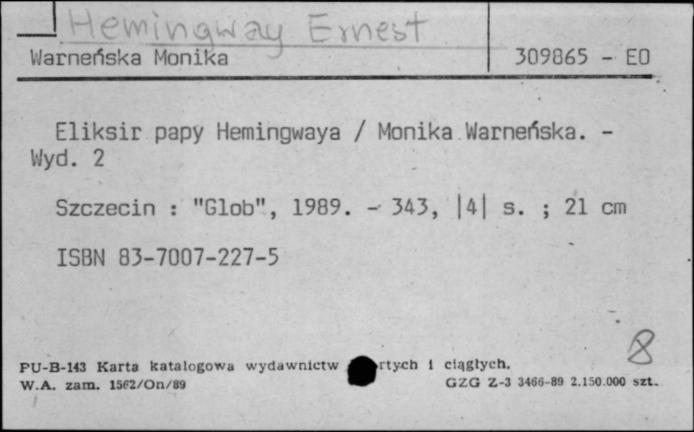 Hemingway Ernest
Warneńska Monika 309865 - EO
Eliksir papy Hemingwaya / Monika Warneńska. -
Wyd. 2
Szczecin : "Glob", 1989. - 343, |4| s. ; 21 cm
ISBN 83-7007-227-5
8
PU-B-143 Karta katalogowa wydawnictw rtych i ciągłych.
W.A. zam. 1562/On/89 GZG Z-3 3466-89 2.150.000 szt.